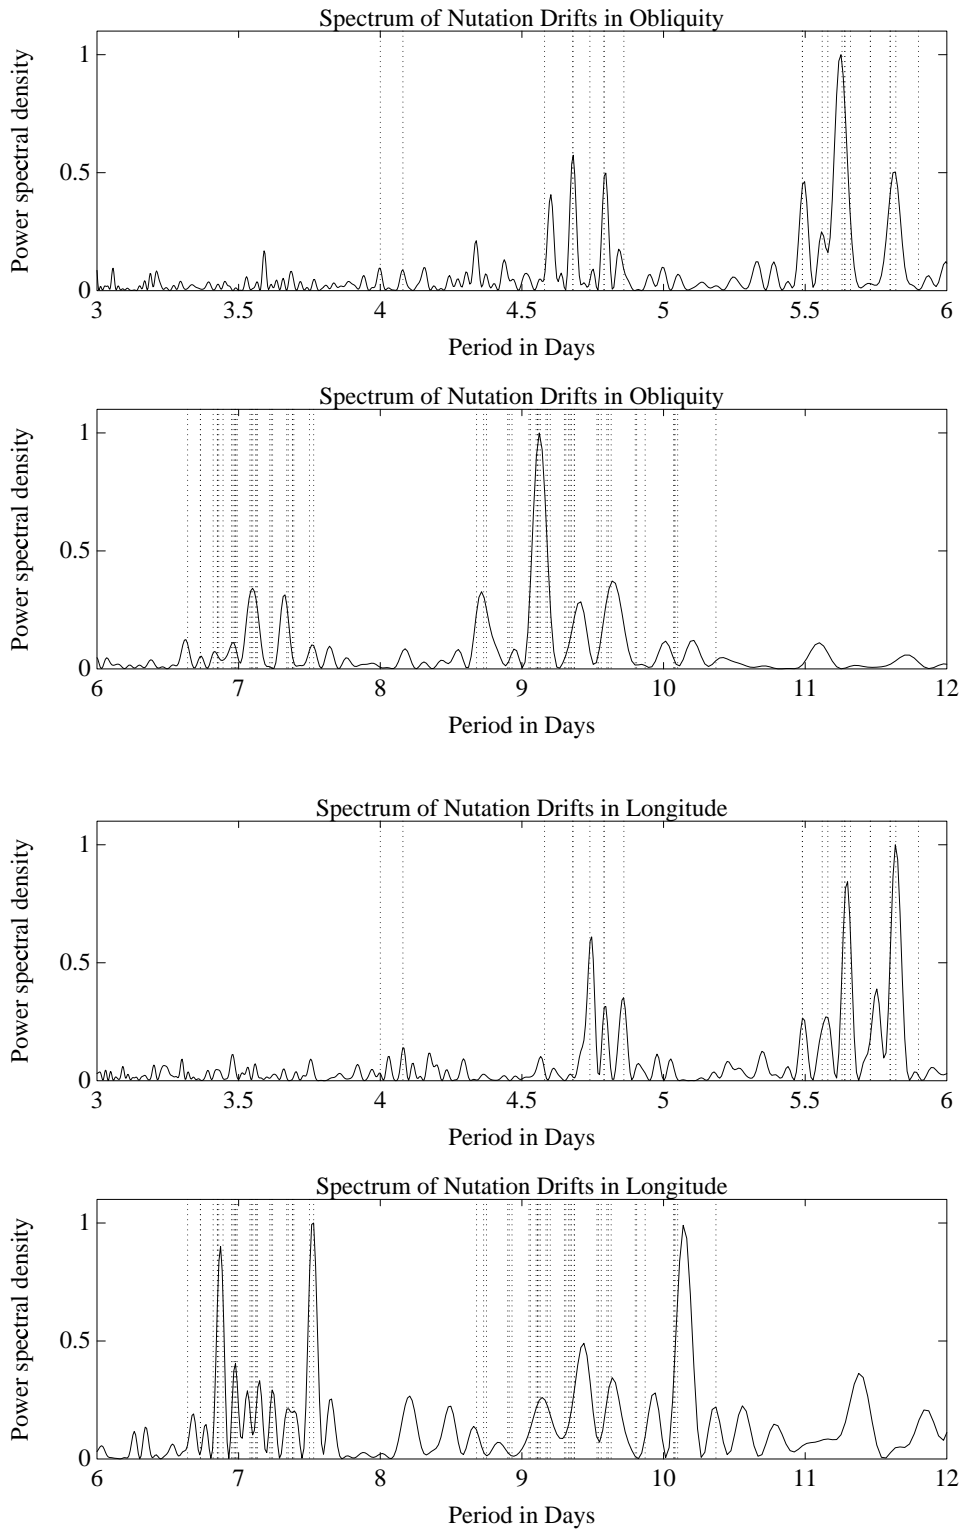 Spectrum of Nutation Drifts in Obliquity
Power spectral density
1
0.5
0
3 3.5 4 4.5 5 5.5 6
Period in Days
Spectrum of Nutation Drifts in Obliquity
Power spectral density
1
0.5
0
6 7 8 9 10 11 12
Period in Days
Spectrum of Nutation Drifts in Longitude
Power spectral density
1
0.5
0
3 3.5 4 4.5 5 5.5 6
Period in Days
Spectrum of Nutation Drifts in Longitude
Power spectral density
1
0.5
0
6 7 8 9 10 11 12
Period in Days